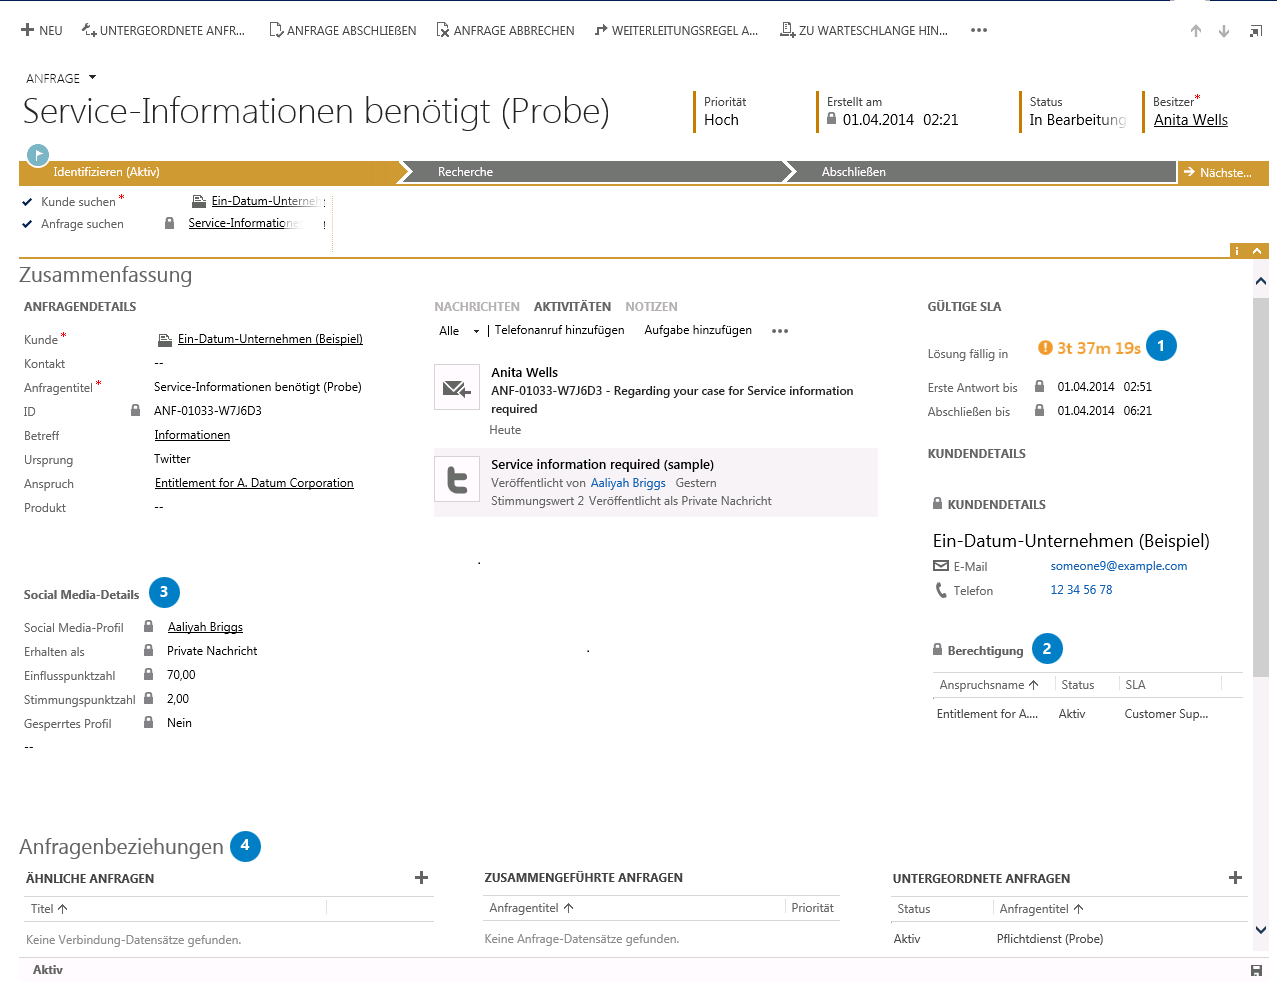 NEU UNTERGEORDNETE ANFR... ANFRAGE ABSCHLIEßEN ANFRAGE ABBRECHEN WEITERLEITUNGSREGEL A... ZU WARTESCHLANGE HIN... •••
ANFRAGE
Service-Informationen benötigt (Probe)
Priorität
Hoch
Erstellt am
01.04.2014 02:21
Status
In Bearbeitung
Besitzer*
Anita Wells
Identifizieren (Aktiv) Recherche Abschließen Nächste...
Kunde suchen* Ein-Datum-Unterneh
Anfrage suchen Service-Informatione
Zusammenfassung
ANFRAGENDETAILS
Kunde* Ein-Datum-Unternehmen (Beispiel)
Kontakt --
Anfragentitel* Service-Informationen benötigt (Probe)
ID ANF-01033-W7J6D3
Betreff Informationen
Ursprung Twitter
Anspruch Entitlement for A. Datum Corporation
Produkt --
Social Media-Details 3
Social Media-Profil Aaliyah Briggs
Erhalten als Private Nachricht
Einflusspunktzahl 70,00
Stimmungspunktzahl 2,00
Gesperrtes Profil Nein
--
NACHRICHTEN AKTIVITÄTEN NOTIZEN
Alle | Telefonanruf hinzufügen Aufgabe hinzufügen •••
Anita Wells
ANF-01033-W7J6D3 - Regarding your case for Service information
required
Heute
Service information required (sample)
Veröffentlicht von Aaliyah Briggs Gestern
Stimmungswert 2 Veröffentlicht als Private Nachricht
GÜLTIGE SLA
Lösung fällig in 3t 37m 19s 1
Erste Antwort bis 01.04.2014 02:51
Abschließen bis 01.04.2014 06:21
KUNDENDETAILS
KUNDENDETAILS
Ein-Datum-Unternehmen (Beispiel)
E-Mail someone9@example.com
Telefon 12 34 56 78
Berechtigung 2
Anspruchsname Status SLA
Entitlement for A.... Aktiv Customer Sup...
Anfragenbeziehungen 4
ÄHNLICHE ANFRAGEN
Titel
Keine Verbindung-Datensätze gefunden.
ZUSAMMENGEFÜHRTE ANFRAGEN
Anfragentitel Priorität
Keine Anfrage-Datensätze gefunden.
UNTERGEORDNETE ANFRAGEN
Status Anfragentitel
Aktiv Pflichtdienst (Probe)
Aktiv